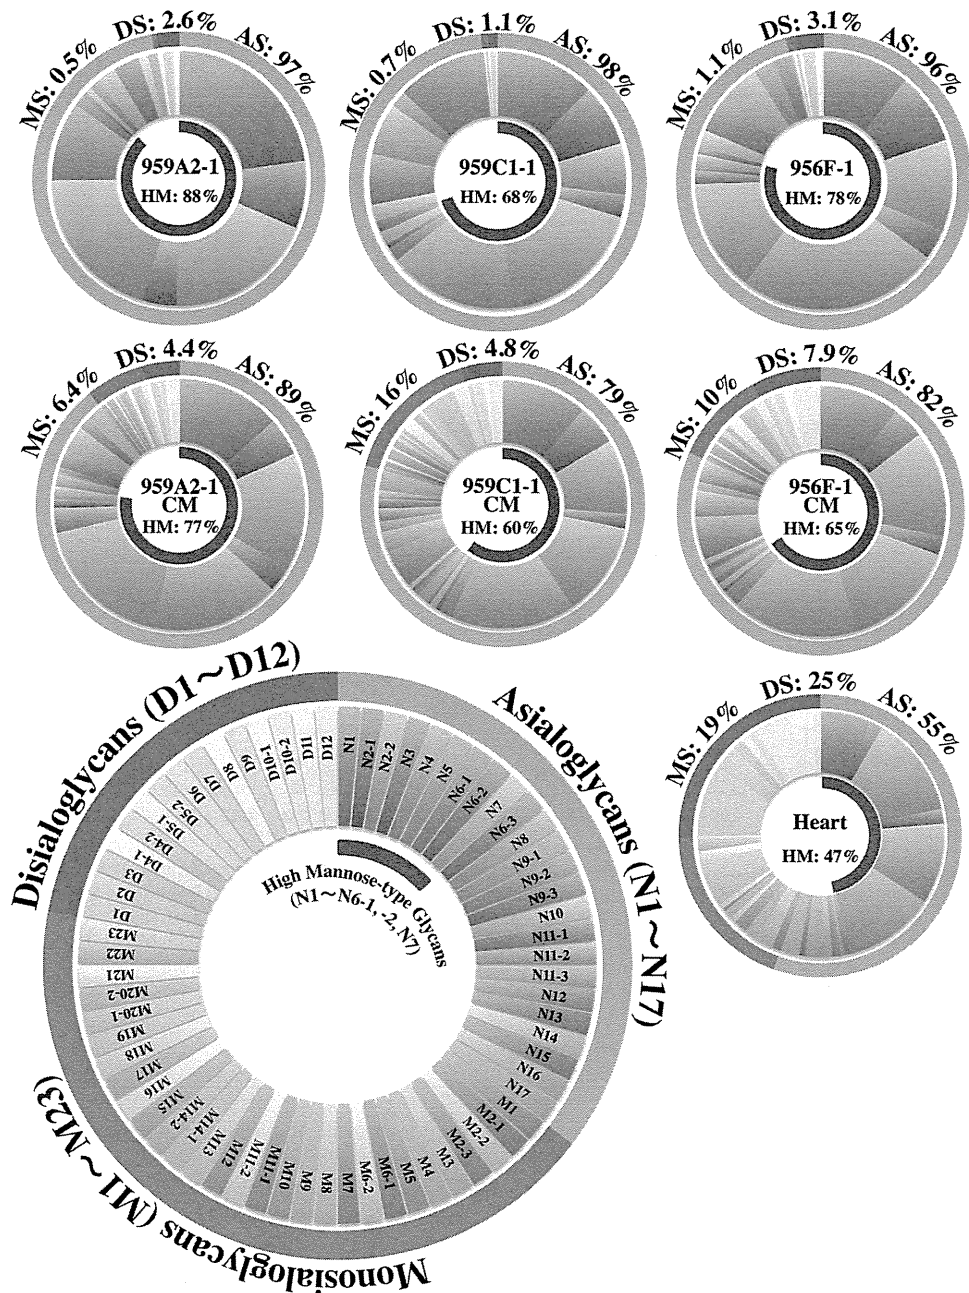 MS: 0.5%
DS: 2.6%
AS: 97%
959A2-1
HM: 88%
MS: 0.7%
DS: 1.1%
AS: 98%
959C1-1
HM: 68%
MS: 1.1%
DS: 3.1%
AS: 96%
956F-1
HM: 78%
MS: 6.4%
DS: 4.4%
AS: 89%
959A2-1
CM
HM: 77%
MS: 16%
DS: 4.8%
AS: 79%
959C1-1
CM
HM: 60%
MS: 10%
DS: 7.9%
AS: 82%
956F-1
CM
HM: 65%
MS: 19%
DS: 25%
AS: 55%
Heart
HM: 47%
Disialoglycans (D1~D12)
Asialoglycans (N1~N17)
Monosialoglycans (M1~M23)
High Mannose-type Glycans
(N1~N6-1, -2, N7)
N1
N2-1
N2-2
N3
N4
N5
N6-1
N6-2
N7
N6-3
N8
N9-1
N9-2
N9-3
N10
N11-1
N11-2
N11-3
N12
N13
N14
N15
N16
N17
M1
M2-1
M2-2
M2-3
M3
M4
M5
M6-1
M6-2
M7
M8
M9
M10
M11-1
M11-2
M12
M13
M14-1
M14-2
M15
M16
M17
M18
M19
M20-1
M20-2
M21
M22
M23
D1
D2
D3
D4-1
D4-2
D5-1
D5-2
D6
D7
D8
D9
D10-1
D10-2
D11
D12